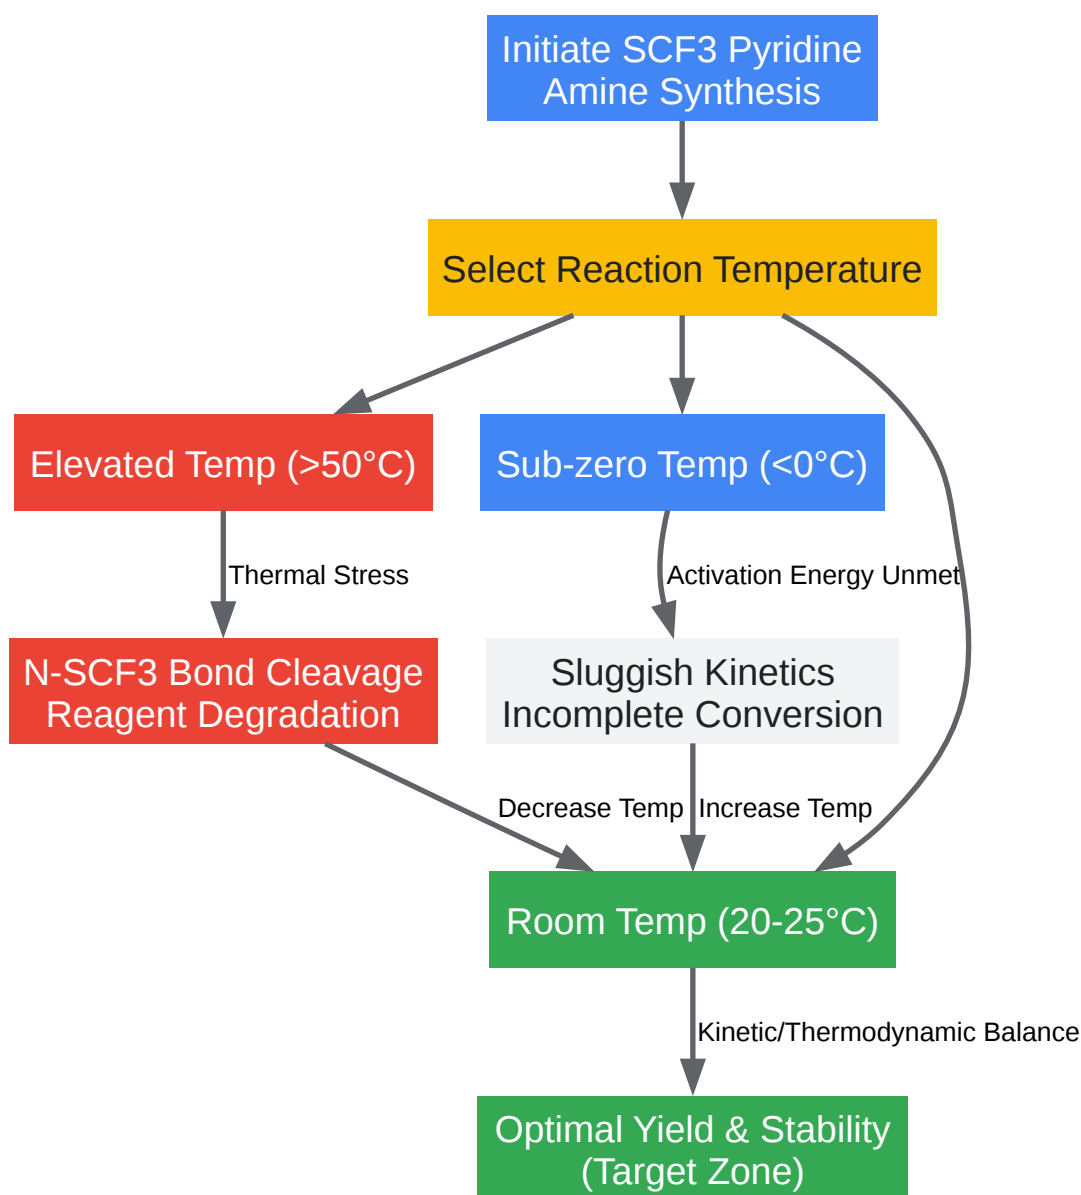 Initiate SCF3 Pyridine
Amine Synthesis
Select Reaction Temperature
Elevated Temp (>50°C)
Sub-zero Temp (<0°C)
Thermal Stress
Activation Energy Unmet
N-SCF3 Bond Cleavage
Reagent Degradation
Sluggish Kinetics
Incomplete Conversion
Decrease Temp
Increase Temp
Room Temp (20-25°C)
Kinetic/Thermodynamic Balance
Optimal Yield & Stability
(Target Zone)